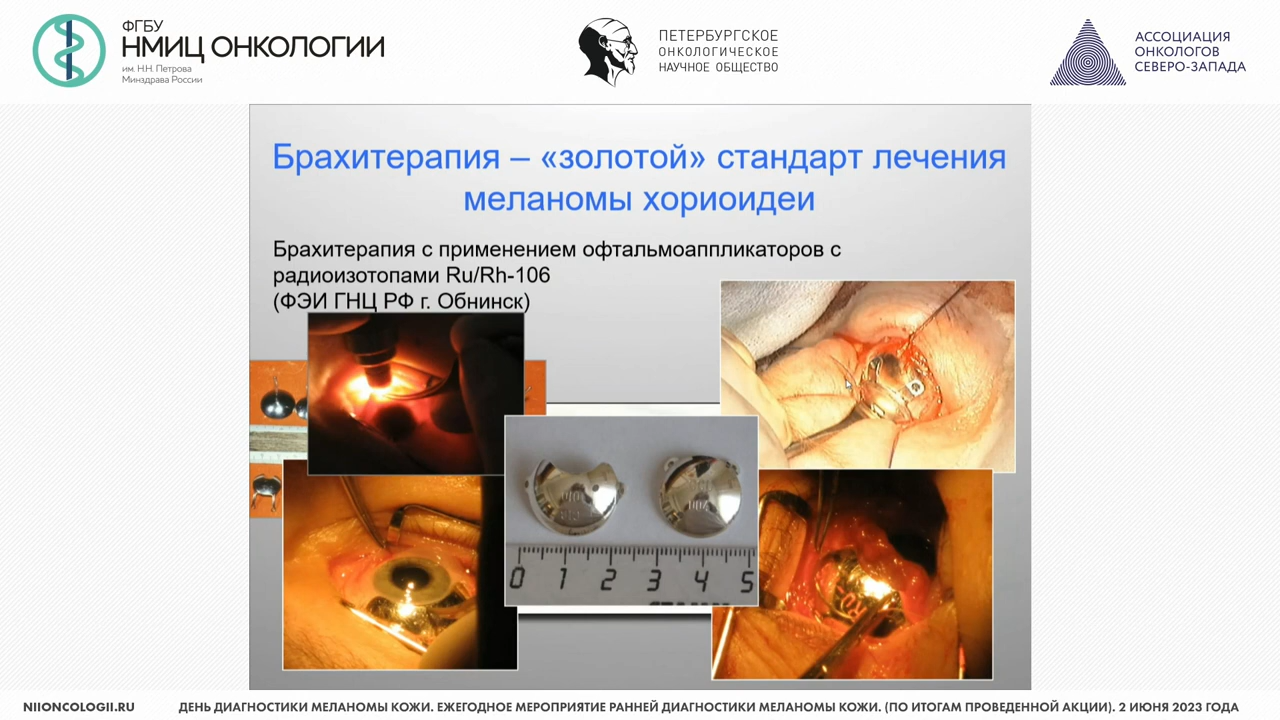 ФГБУ
НМИЦ ОНКОЛОГИИ
им. Н.Н. Петрова
Минздрава России
ПЕТЕРБУРГСКОЕ
ОНКОЛОГИЧЕСКОЕ
НАУЧНОЕ ОБЩЕСТВО
АССОЦИАЦИЯ
ОНКОЛОГОВ
СЕВЕРО-ЗАПАДА
Брахитерапия – «золотой» стандарт лечения
меланомы хориоидеи
Брахитерапия с применением офтальмоаппликаторов с
радиоизотопами Ru/Rh-106
(ФЭИ ГНЦ РФ г. Обнинск)
0 1 2 3 4 5
NIIONCOLOGII.RU
ДЕНЬ ДИАГНОСТИКИ МЕЛАНОМЫ КОЖИ. ЕЖЕГОДНОЕ МЕРОПРИЯТИЕ РАННЕЙ ДИАГНОСТИКИ МЕЛАНОМЫ КОЖИ. (ПО ИТОГАМ ПРОВЕДЕННОЙ АКЦИИ). 2 ИЮНЯ 2023 ГОДА